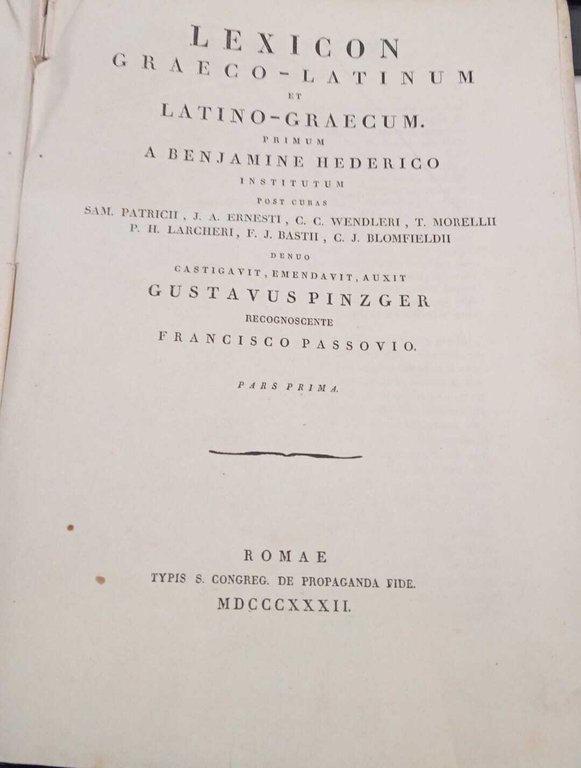 LEXICON
GRAECO-LATINUM
ET
LATINO-GRAECUM.
PRIMUM
A BENJAMINE HEDERICO
INSTITUTUM
POST CURAS
SAM. PATRICII, J. A. ERNESTI, C. C. WENDLERI, T. MORELLII
P. H. LARCHERI, F. J. BASTII, C. J. BLOMFIELDII
DENUO
CASTIGAVIT, EMENDAVIT, AUXIT
GUSTAVUS PINZGER
RECOGNOSCENTE
FRANCISCO PASSOVIO.
PARS PRIMA.
ROMAE
TYPIS S. CONGREG. DE PROPAGANDA FIDE.
MDCCCXXXII.